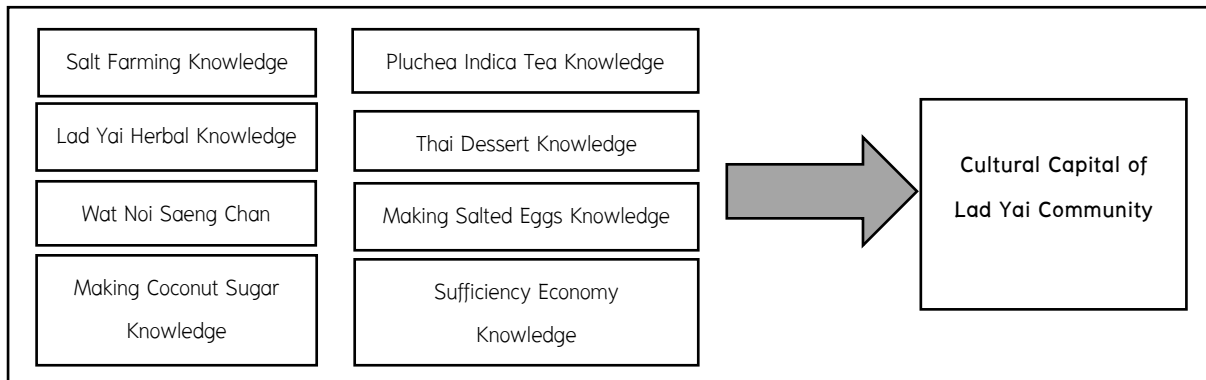 Salt Farming Knowledge
Lad Yai Herbal Knowledge
Wat Noi Saeng Chan
Making Coconut Sugar
Knowledge
Pluchea Indica Tea Knowledge
Thai Dessert Knowledge
Making Salted Eggs Knowledge
Sufficiency Economy
Knowledge
Cultural Capital of
Lad Yai Community